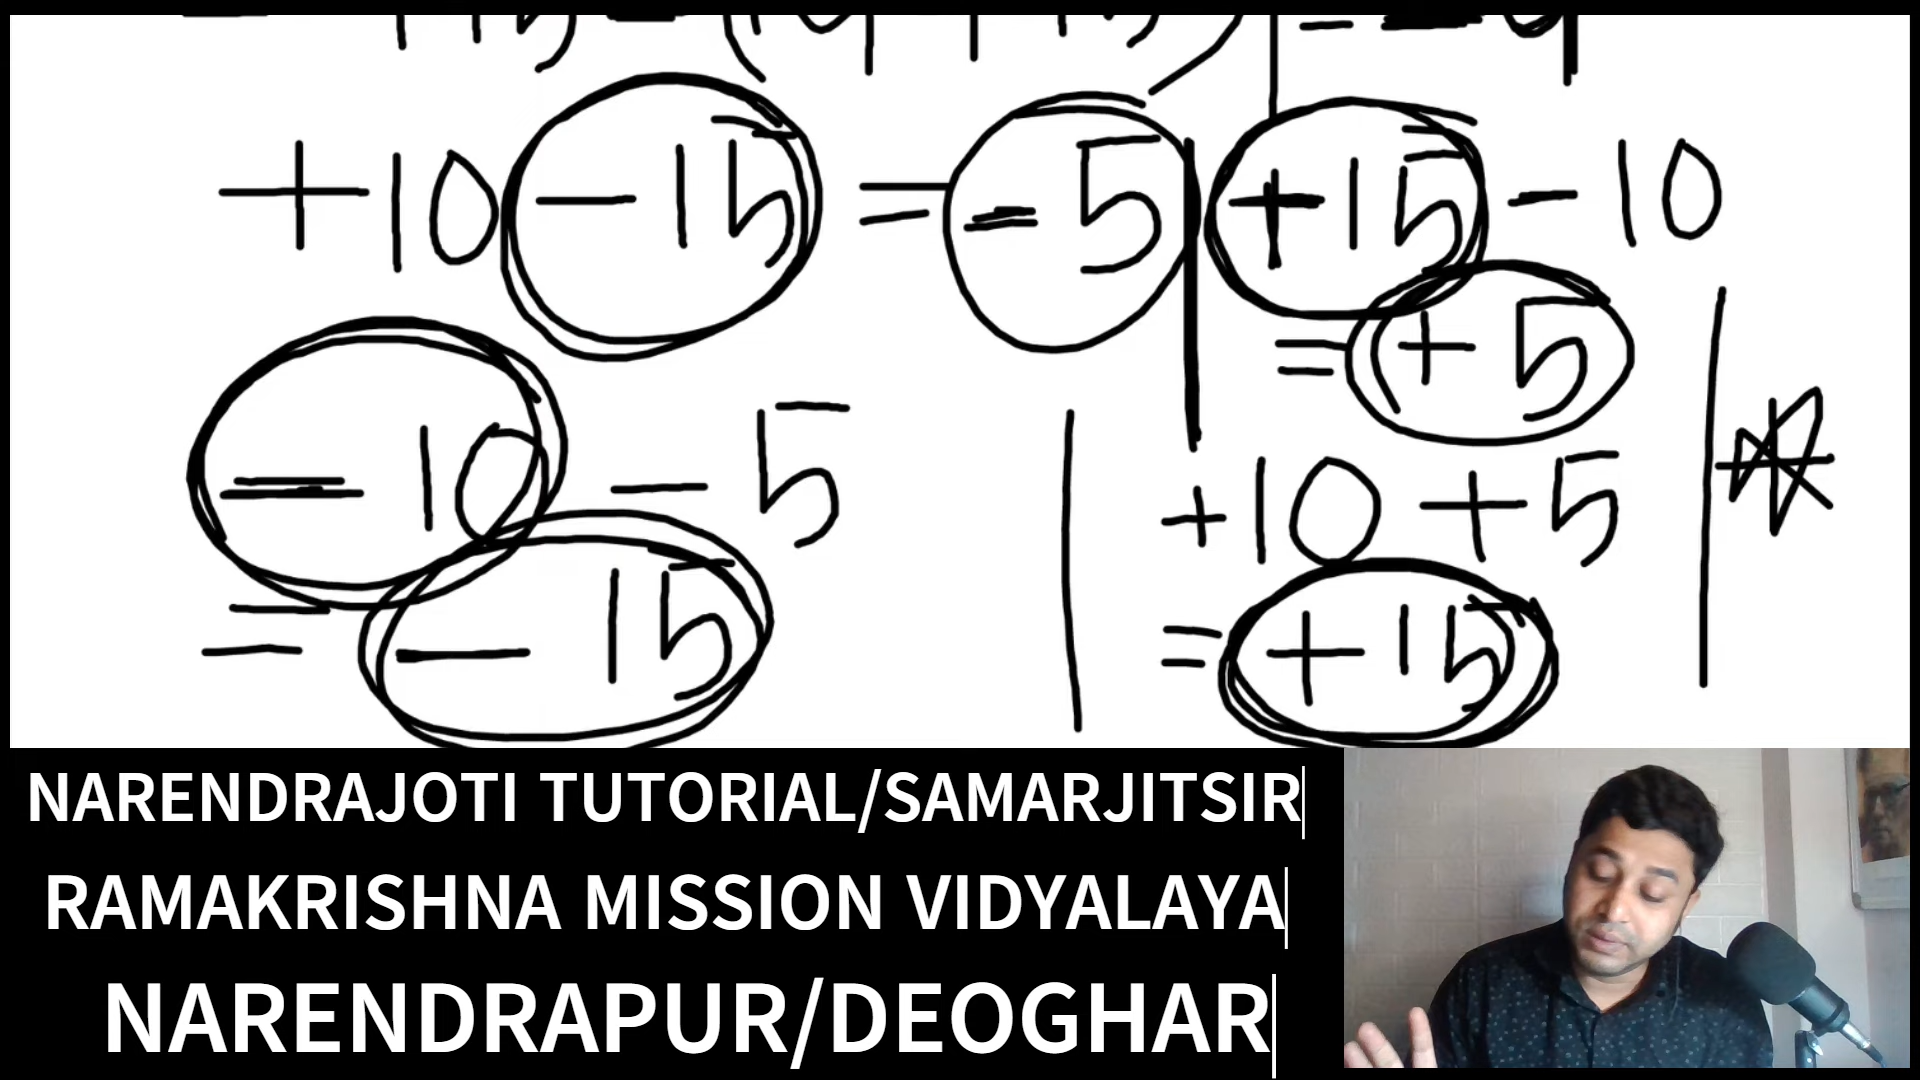 +10 -15 = -5 | +15 - 10
= +5
-10 - 5
= -15
+10 +5
= +15
NARENDRAJOTI TUTORIAL/SAMARJITSIR
RAMAKRISHNA MISSION VIDYALAYA
NARENDRAPUR/DEOGHAR